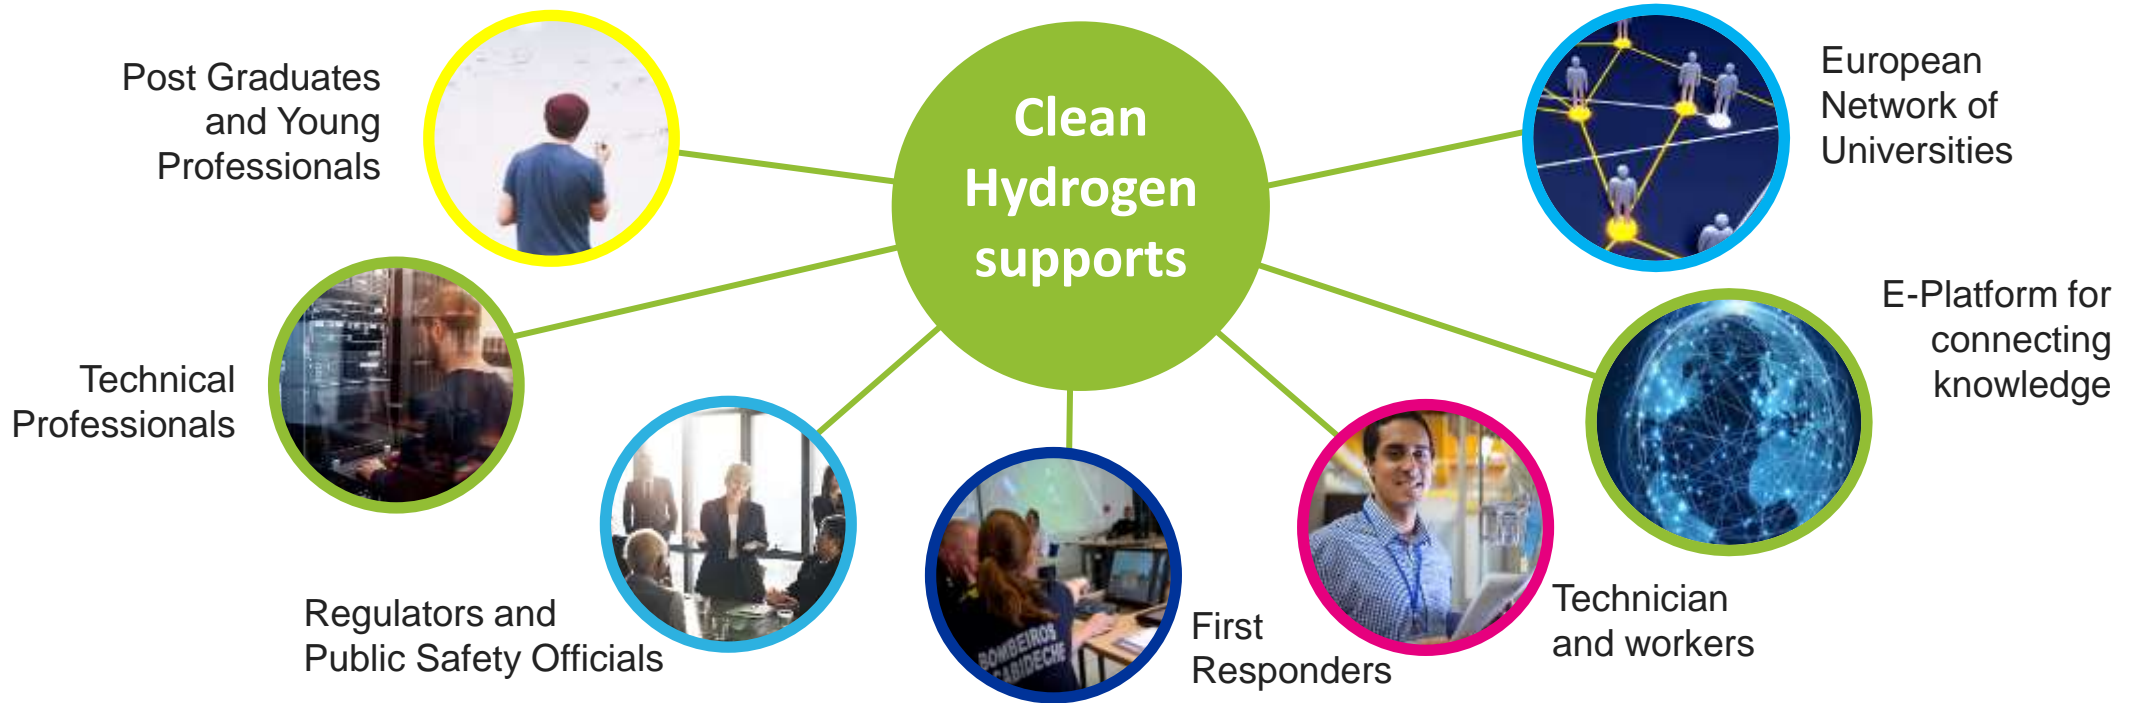 Post Graduates
and Young
Professionals
Clean
Hydrogen
supports
European
Network of
Universities
Technical
Professionals
E-Platform for
connecting
knowledge
Regulators and
Public Safety Officials
BOMBEIROS
CABIDECHE
First
Responders
Technician
and workers